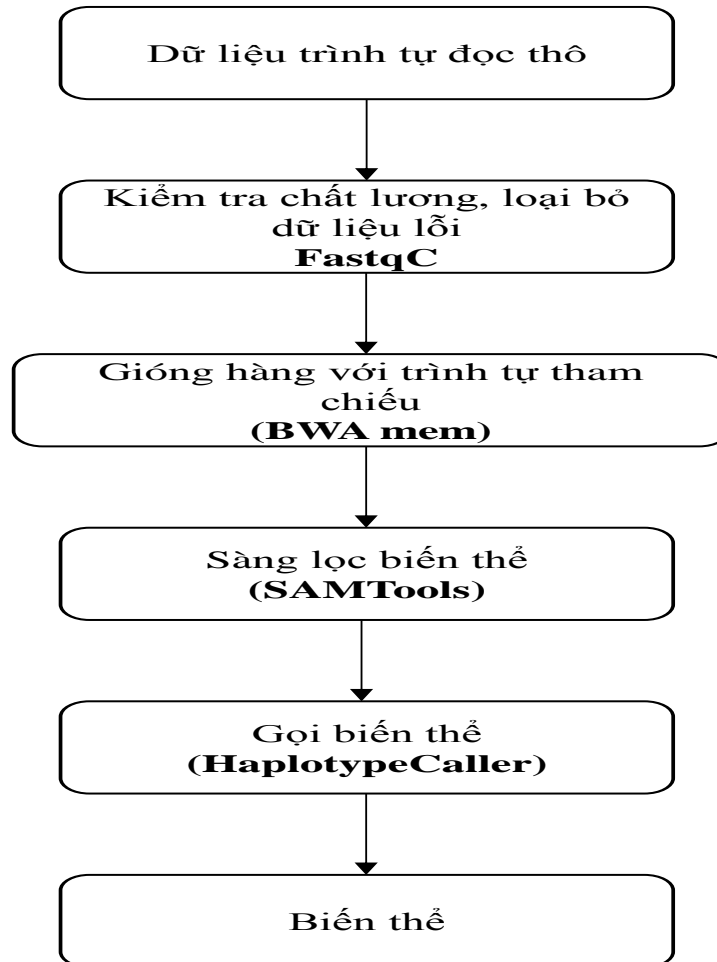 Dữ liệu trình tự đọc thô
Kiểm tra chất lương, loại bỏ
dữ liệu lỗi
FastqC
Gióng hàng với trình tự tham
chiếu
(BWA mem)
Sàng lọc biến thể
(SAMTools)
Gọi biến thể
(HaplotypeCaller)
Biến thể